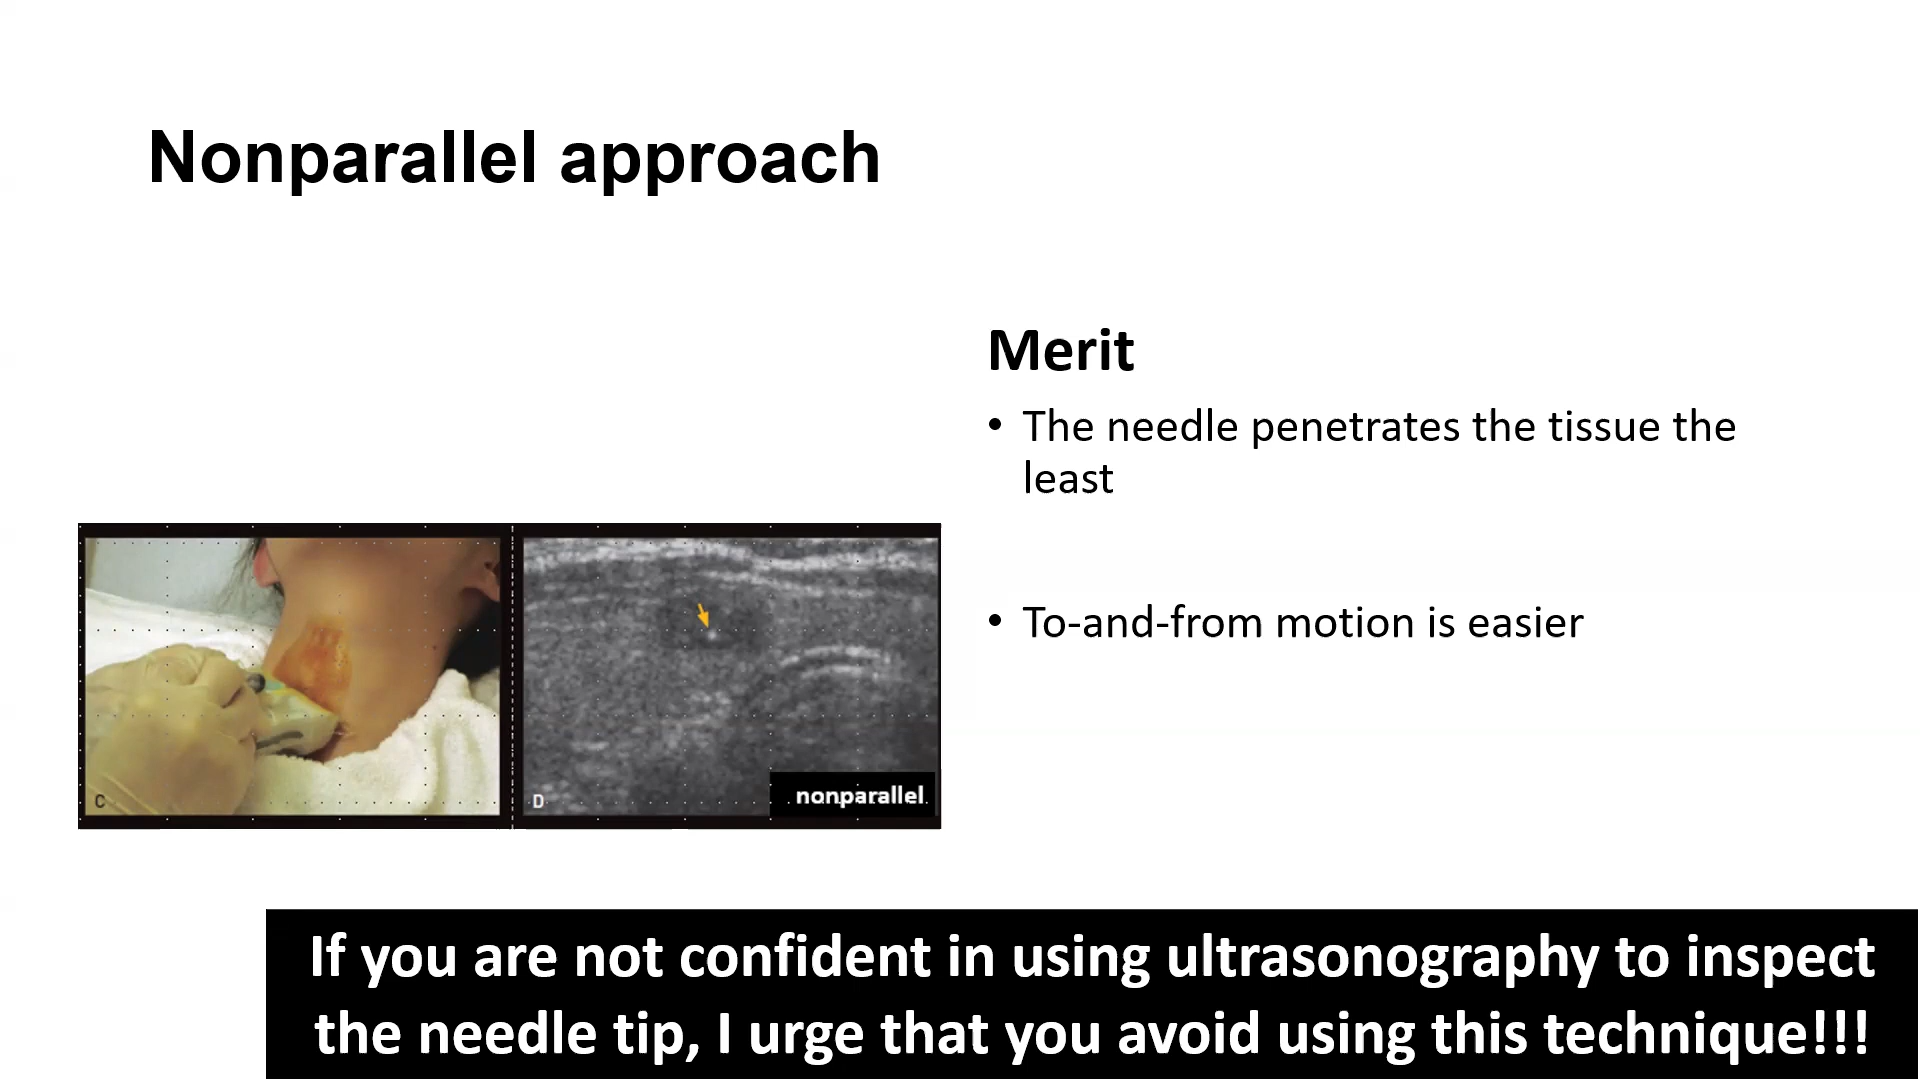 Nonparallel approach
Merit
• The needle penetrates the tissue the
least
• To-and-from motion is easier
C
D
nonparallel
If you are not confident in using ultrasonography to inspect
the needle tip, I urge that you avoid using this technique!!!